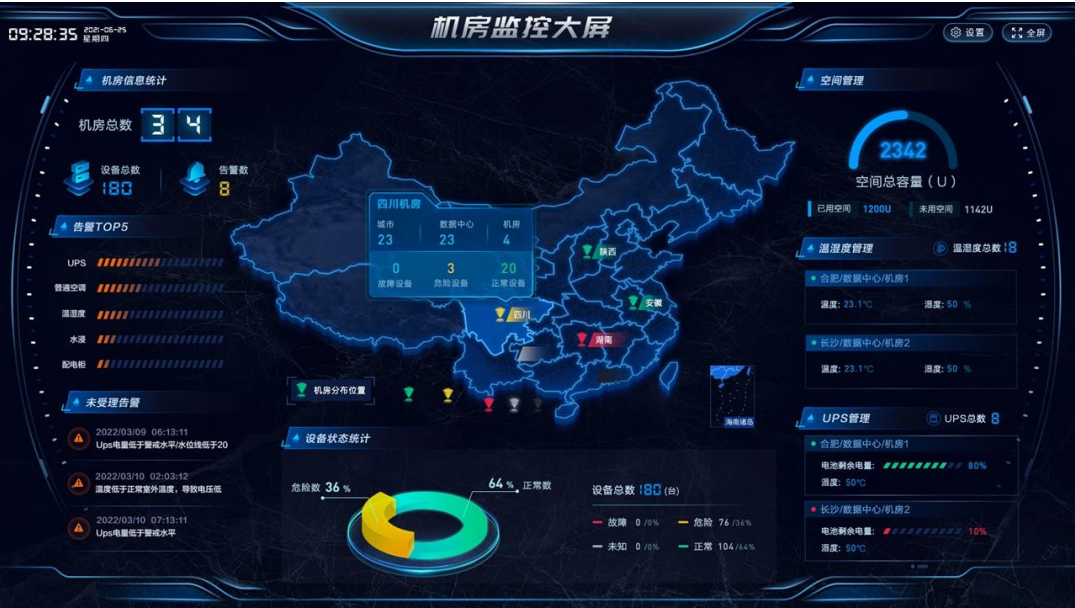 09:28:35
2021-06-25
星期四
机房监控大屏
设置
全屏
机房信息统计
机房总数 3 4
设备总数
180
告警数
8
告警TOP5
UPS
普通空调
温湿度
水浸
配电柜
未受理告警
2022/03/09 06:13:11
Ups电量低于警戒水平/水位线低于20
2022/03/10 02:03:12
温度低于正常室外温度，导致电压低
2022/03/10 07:13:11
Ups电量低于警戒水平
四川机房
城市 数据中心 机房
23 23 4
0 3 20
故障设备 危险设备 正常设备
陕西
安徽
四川
湖南
机房分布位置
海南诸岛
设备状态统计
危险数 36 %
64 % 正常数
设备总数 180 (台)
故障 0 /0% 危险 76 /36%
未知 0 /0% 正常 104 /64%
空间管理
2342
空间总容量（U）
已用空间 1200U 未用空间 1142U
温湿度管理 温湿度总数 18
合肥/数据中心/机房1
温度: 23.1℃ 湿度: 50 %
长沙/数据中心/机房2
温度: 23.1℃ 湿度: 50 %
UPS管理 UPS总数 8
合肥/数据中心/机房1
电池剩余电量: 80%
温度: 50℃
长沙/数据中心/机房2
电池剩余电量: 10%
温度: 50℃